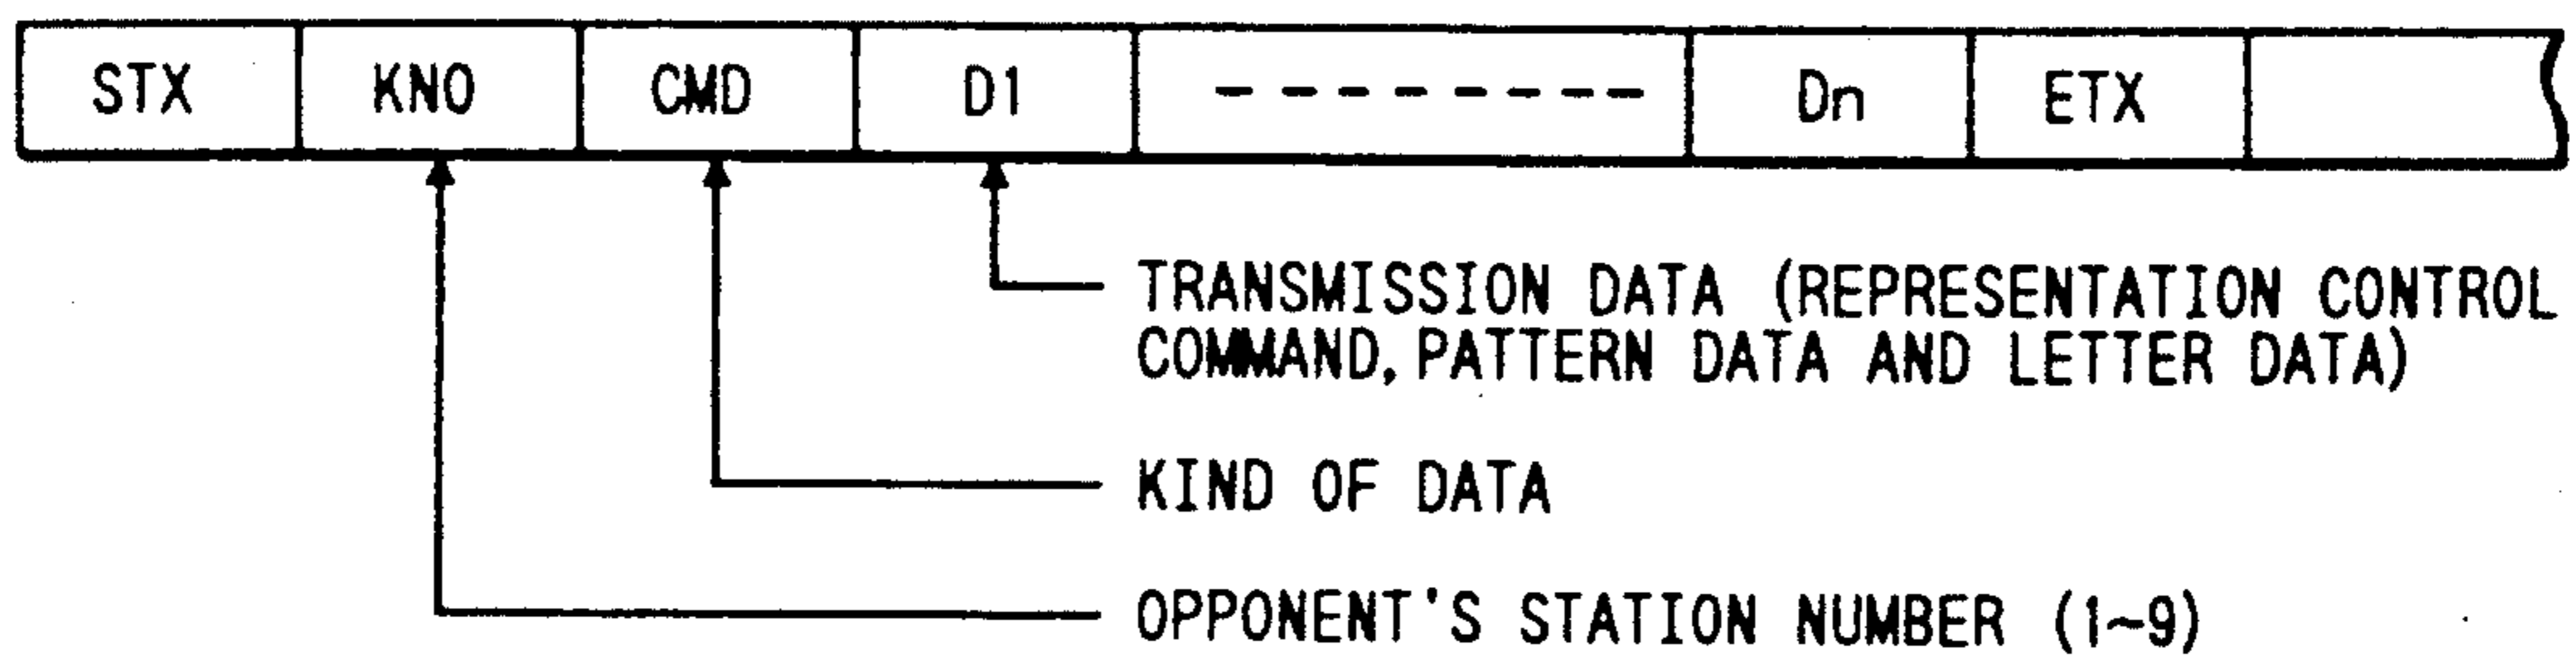 STX KNO CMD D1 --------- Dn ETX
TRANSMISSION DATA (REPRESENTATION CONTROL
COMMAND, PATTERN DATA AND LETTER DATA)
KIND OF DATA
OPPONENT'S STATION NUMBER (1~9)